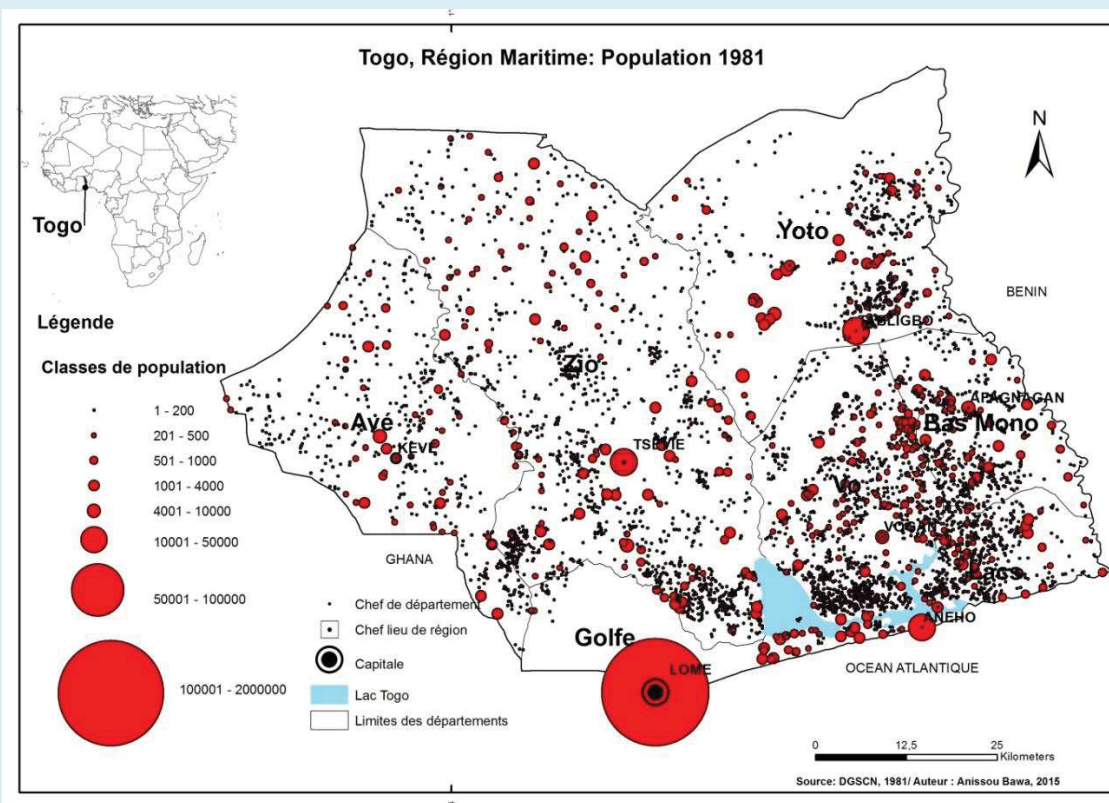 Togo, Région Maritime: Population 1981
N
Togo
Yoto
BENIN
Légende
Classes de population
1 - 200
201 - 500
501 - 1000
1001 - 4000
4001 - 10000
10001 - 50000
50001 - 100000
100001 - 2000000
Zio
APAGNAGAN
Avé
Bas Mono
KEVE
TSEVIE
Vo
VOGAN
GHANA
Lacs
Chef de département
Chef lieu de région
Capitale
Lac Togo
Limites des départements
Golfe
LOME
ANEHO
OCEAN ATLANTIQUE
0 12,5 25
Kilometers
Source: DGSCN, 1981/ Auteur : Anissou Bawa, 2015